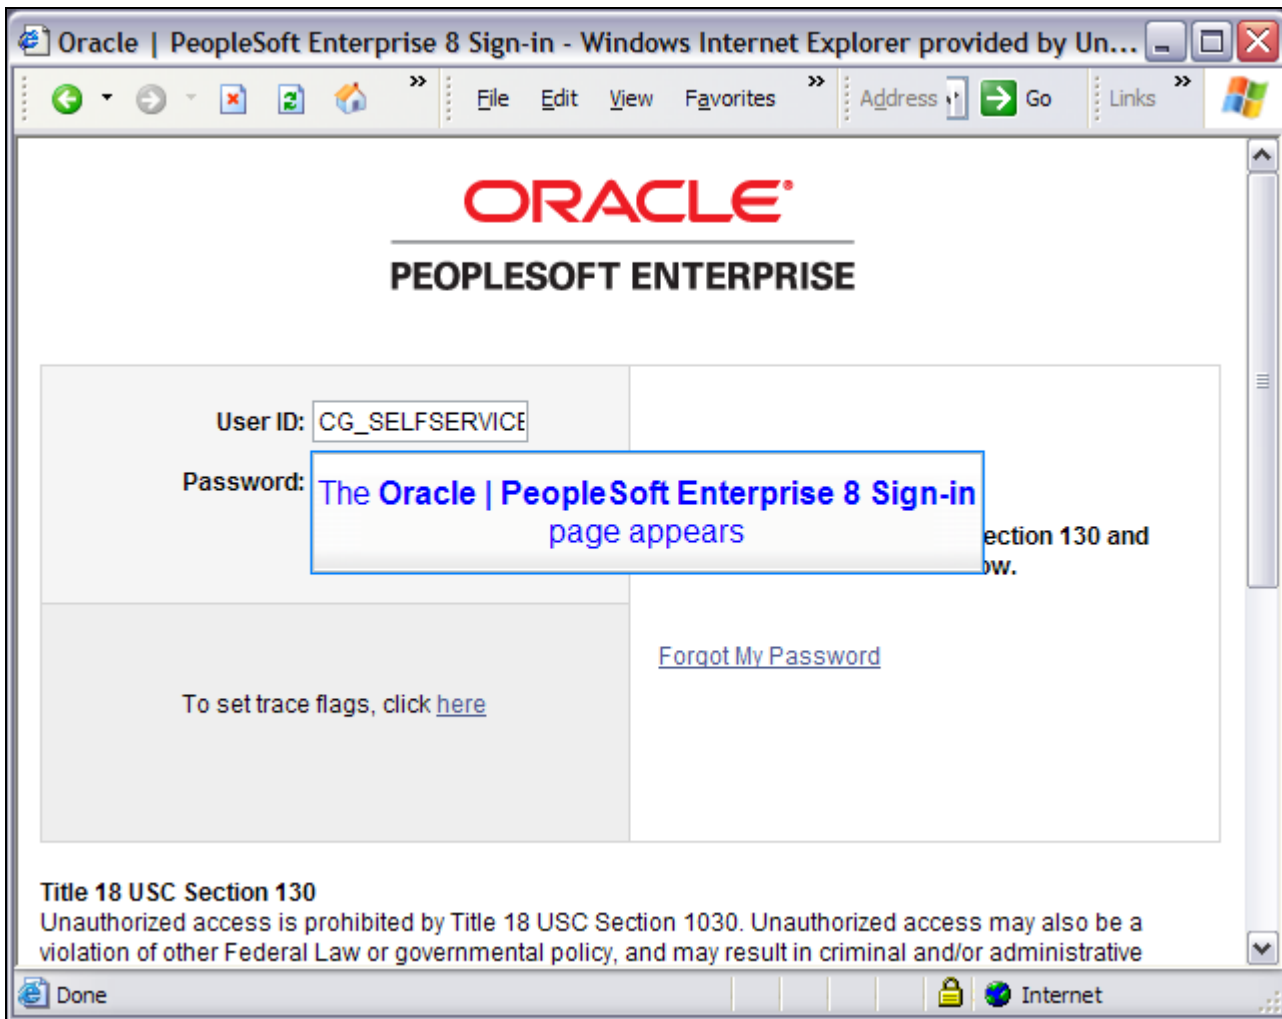 Oracle | PeopleSoft Enterprise 8 Sign-in - Windows Internet Explorer provided by Un...
» File Edit View Favorites » Address Go Links »
ORACLE®
PEOPLESOFT ENTERPRISE
User ID: CG_SELFSERVICE
Password:
The Oracle | PeopleSoft Enterprise 8 Sign-in
page appears
ection 130 and
ow.
Forgot My Password
To set trace flags, click here
Title 18 USC Section 130
Unauthorized access is prohibited by Title 18 USC Section 1030. Unauthorized access may also be a
violation of other Federal Law or governmental policy, and may result in criminal and/or administrative
Done Internet